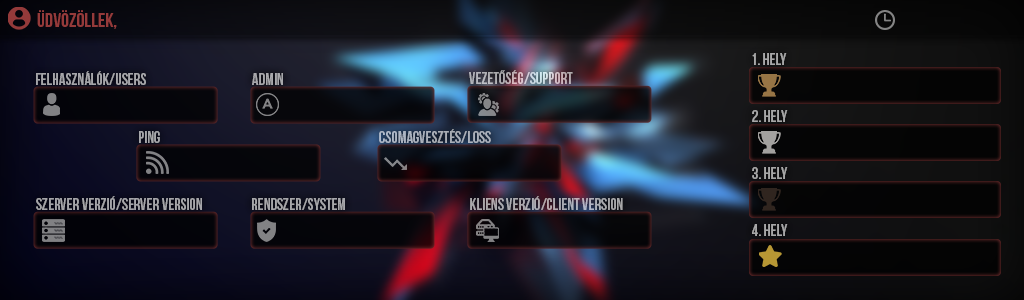 ÜDVÖZÖLLEK,
FELHASZNÁLÓK/USERS
ADMIN
VEZETŐSÉG/SUPPORT
PING
CSOMAGVESZTÉS/LOSS
SZERVER VERZIÓ/SERVER VERSION
RENDSZER/SYSTEM
KLIENS VERZIÓ/CLIENT VERSION
1. HELY
2. HELY
3. HELY
4. HELY